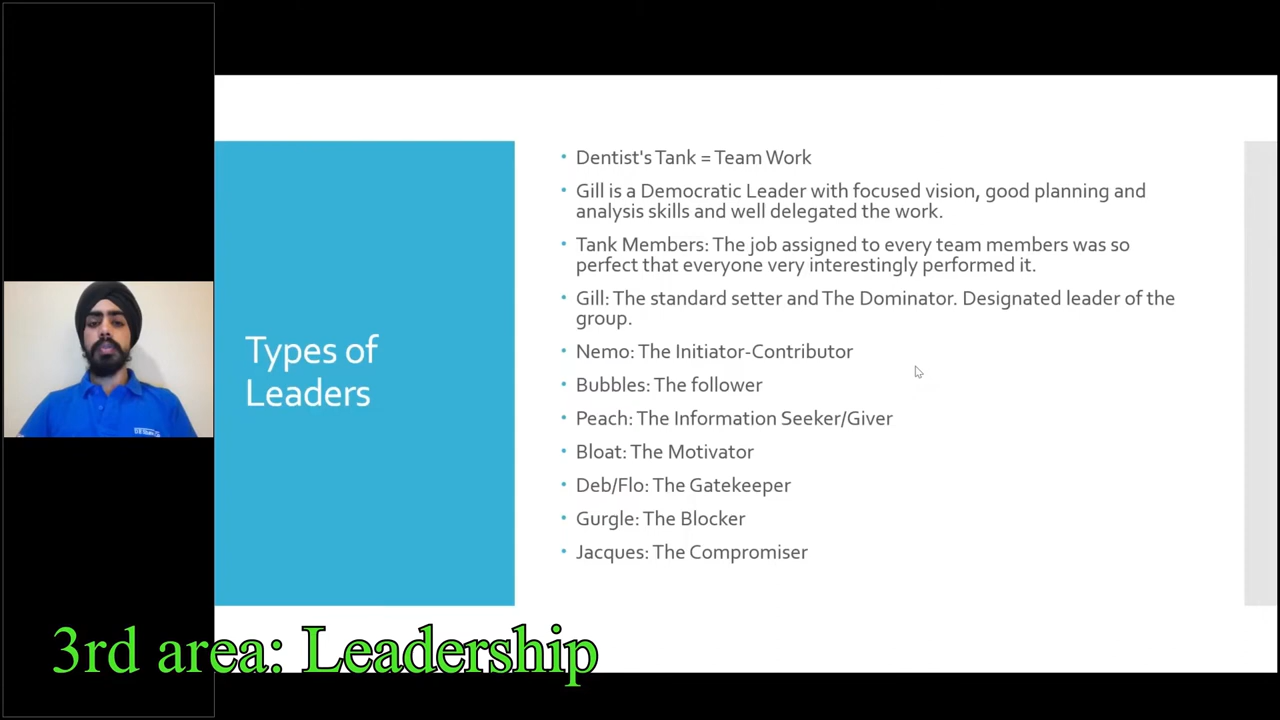 Types of
Leaders
Dentist's Tank = Team Work
Gill is a Democratic Leader with focused vision, good planning and
analysis skills and well delegated the work.
Tank Members: The job assigned to every team members was so
perfect that everyone very interestingly performed it.
Gill: The standard setter and The Dominator. Designated leader of the
group.
Nemo: The Initiator-Contributor
Bubbles: The follower
Peach: The Information Seeker/Giver
Bloat: The Motivator
Deb/Flo: The Gatekeeper
Gurgle: The Blocker
Jacques: The Compromiser
3rd area: Leadership